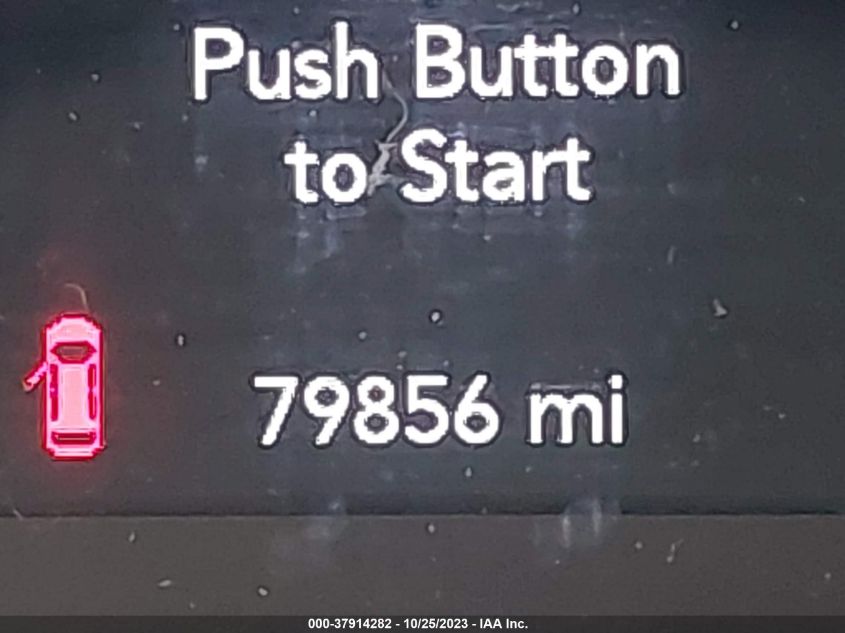 Push Button
to Start
79856 mi
000-37914282 - 10/25/2023 - IAA Inc.